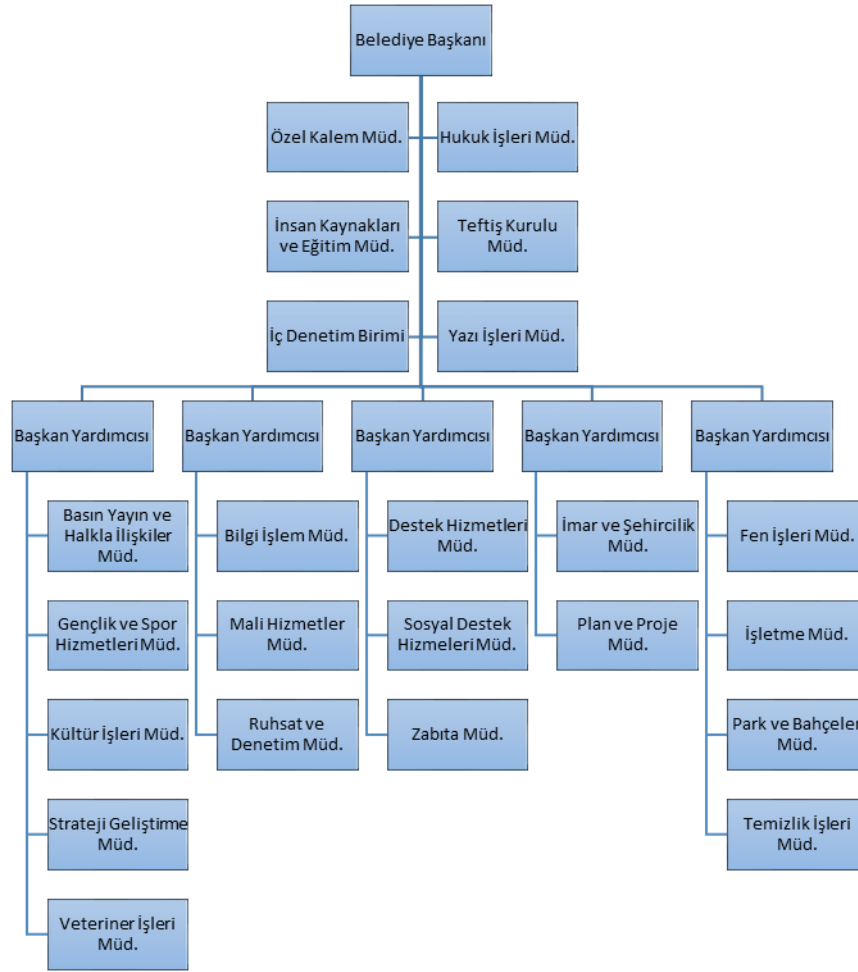 Belediye Başkanı
Özel Kalem Müd.
Hukuk İşleri Müd.
İnsan Kaynakları
ve Eğitim Müd.
Teftiş Kurulu
Müd.
İç Denetim Birimi
Yazı İşleri Müd.
Başkan Yardımcısı
Başkan Yardımcısı
Başkan Yardımcısı
Başkan Yardımcısı
Başkan Yardımcısı
Basın Yayın ve
Halkla İlişkiler
Müd.
Gençlik ve Spor
Hizmetleri Müd.
Kültür İşleri Müd.
Strateji Geliştirme
Müd.
Veteriner İşleri
Müd.
Bilgi İşlem Müd.
Mali Hizmetler
Müd.
Ruhsat ve
Denetim Müd.
Destek Hizmetleri
Müd.
Sosyal Destek
Hizmeleri Müd.
Zabıta Müd.
İmar ve Şehircilik
Müd.
Plan ve Proje
Müd.
Fen İşleri Müd.
İşletme Müd.
Park ve Bahçeler
Müd.
Temizlik İşleri
Müd.